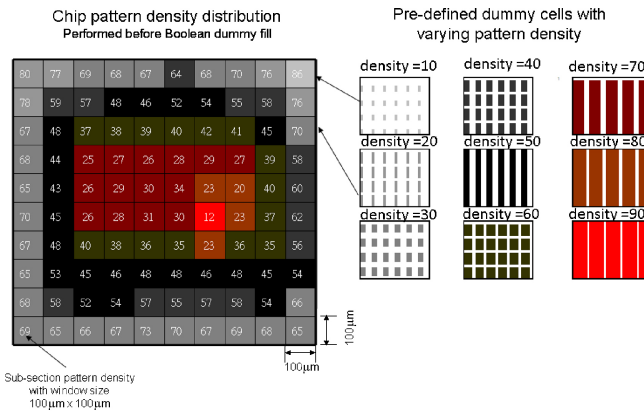 Chip pattern density distribution
Performed before Boolean dummy fill
80 77 69 68 67 64 68 70 76 86
78 59 57 48 46 52 54 55 58 76
67 48 37 38 39 40 42 41 45 70
68 44 25 27 26 28 29 27 39 58
65 43 26 29 30 34 23 20 40 60
70 45 26 28 31 30 12 23 37 62
67 48 40 38 36 35 23 36 35 56
65 53 45 46 48 48 48 46 45 54
68 58 52 54 57 55 57 58 54 66
69 65 66 67 73 70 67 69 68 65
100µm
100µm
Sub-section pattern density
with window size
100µm x 100µm
Pre-defined dummy cells with
varying pattern density
density =10 density =40 density =70
density =20 density =50 density =80
density =30 density =60 density =90